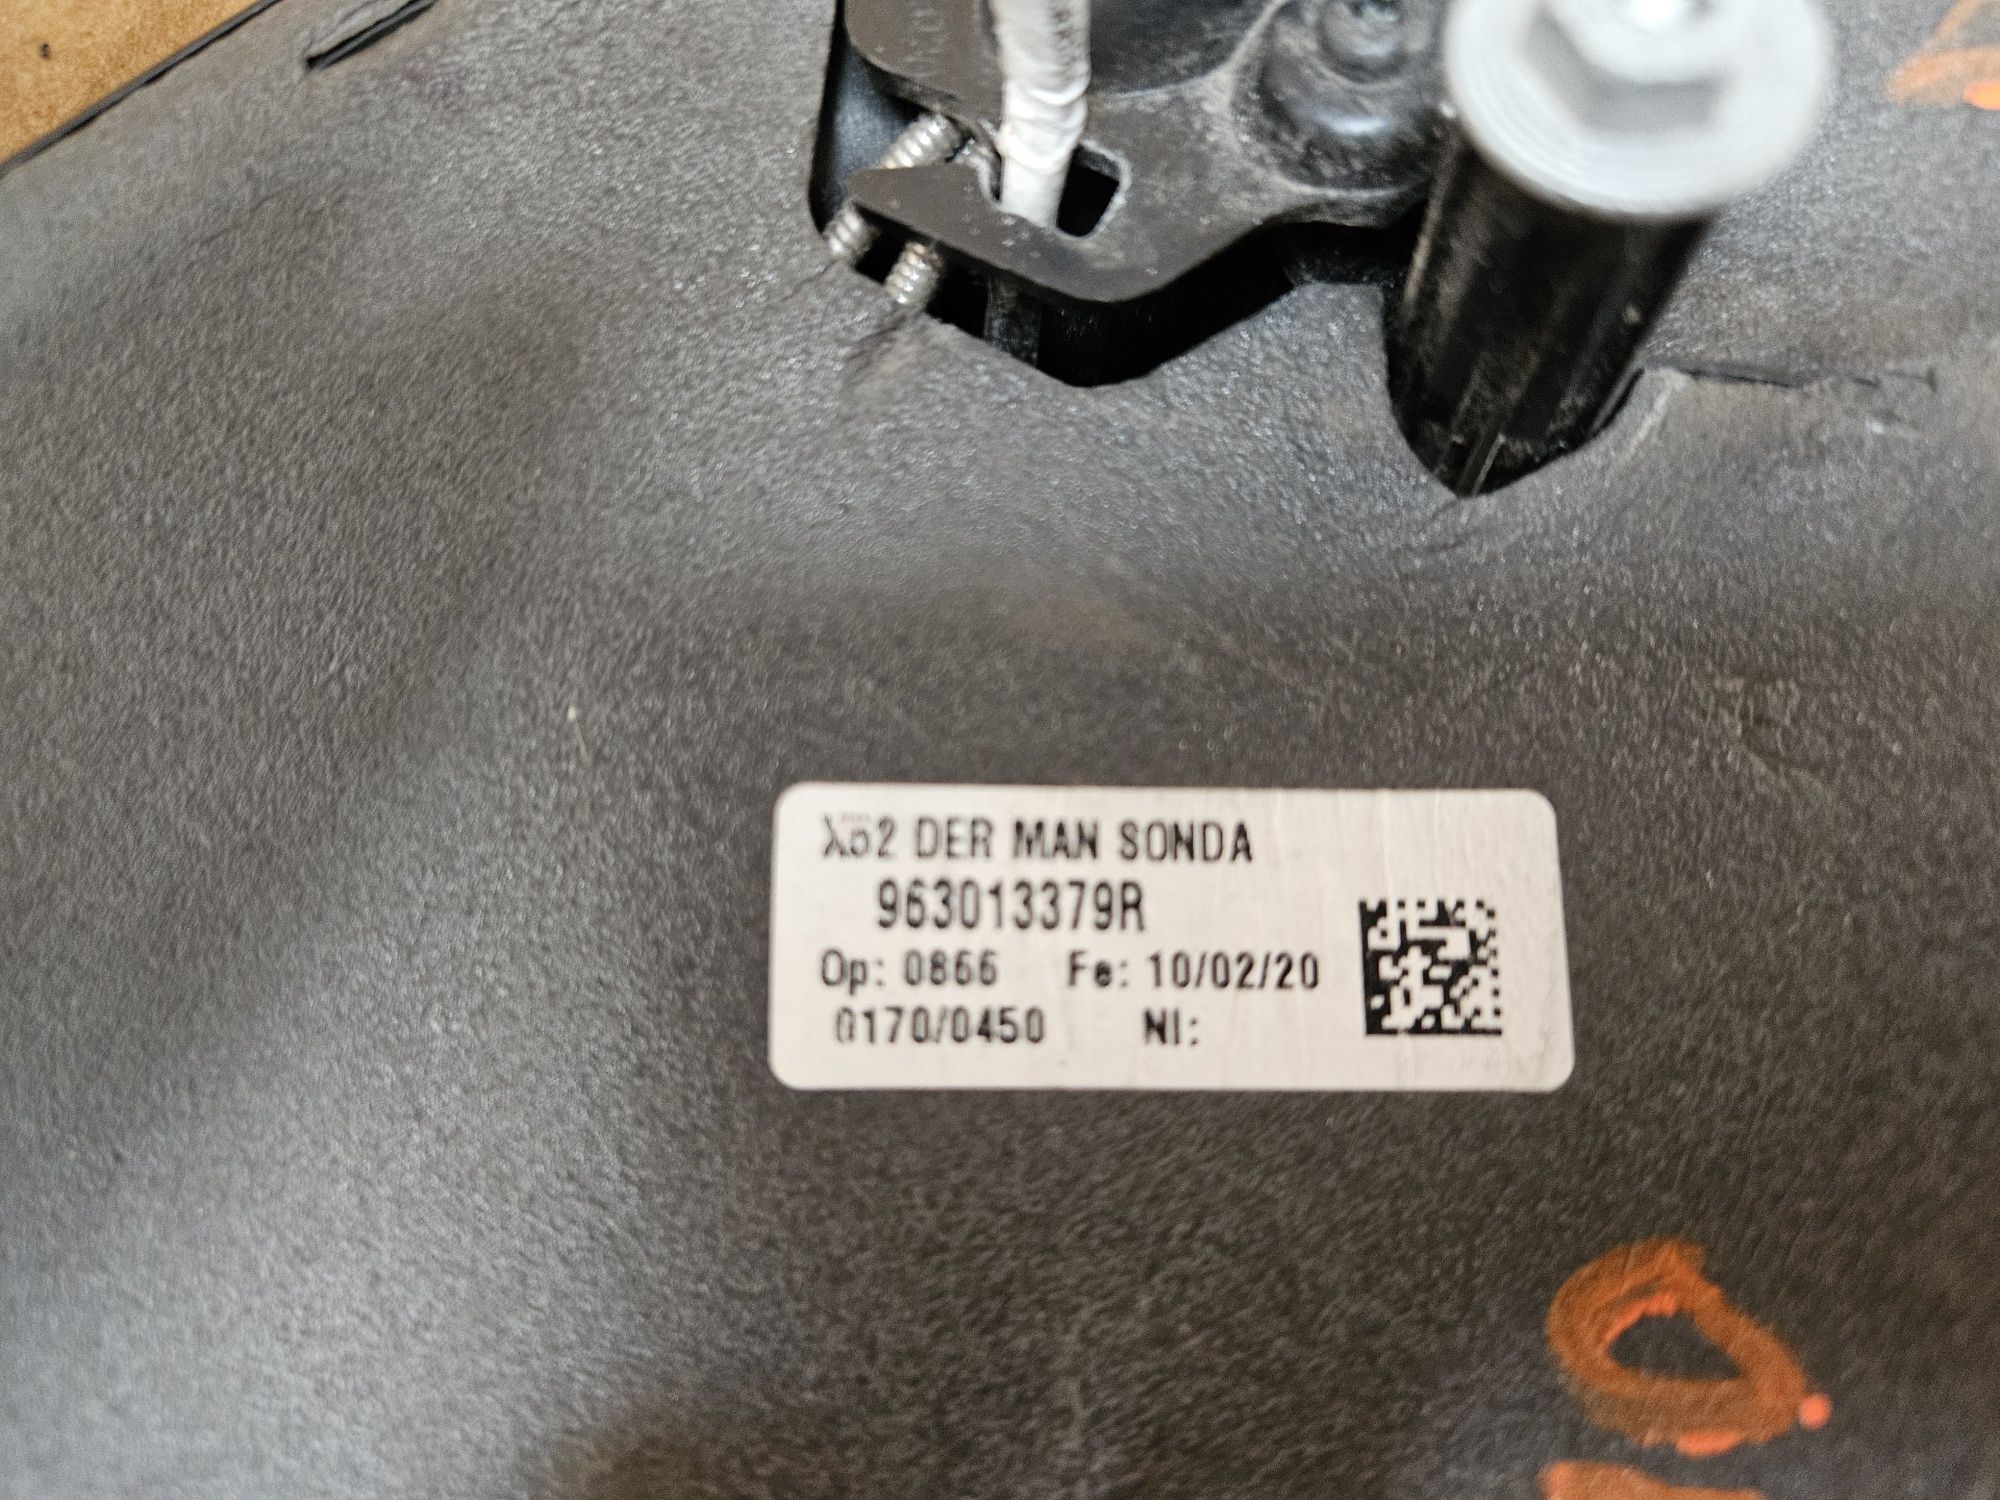 X52 DER MAN SONDA
963013379R
Op: 0866 Fe: 10/02/20
0170/0450 NI: